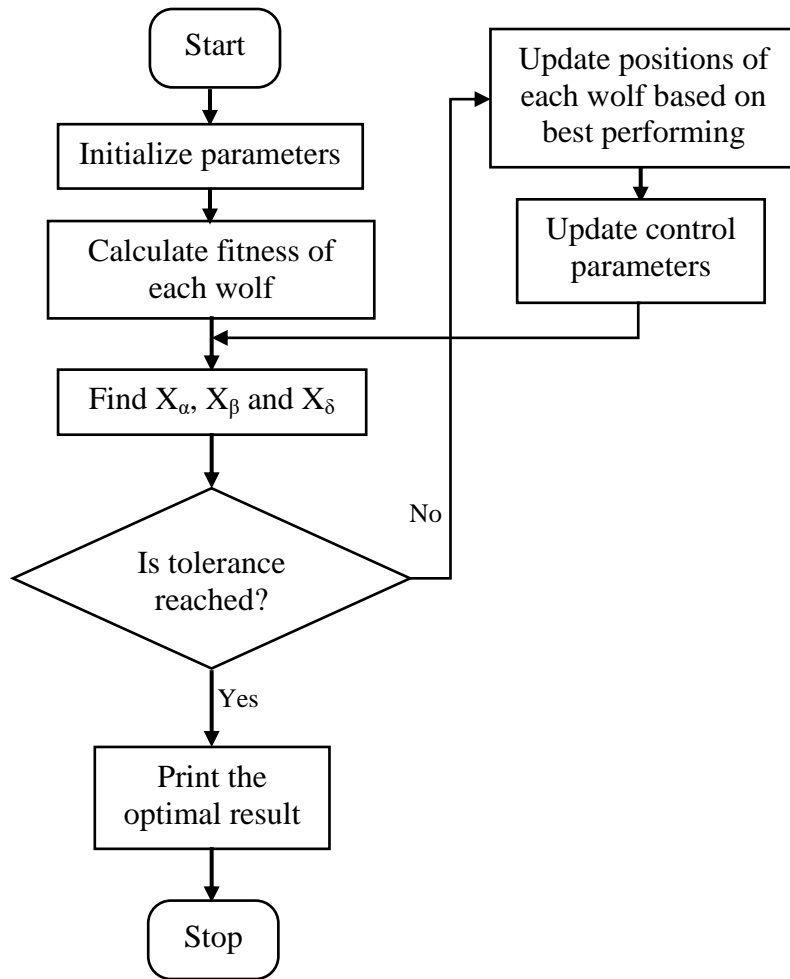 Start
Initialize parameters
Calculate fitness of
each wolf
Find Xα, Xβ and Xδ
Is tolerance
reached?
No
Yes
Print the
optimal result
Stop
Update positions of
each wolf based on
best performing
Update control
parameters